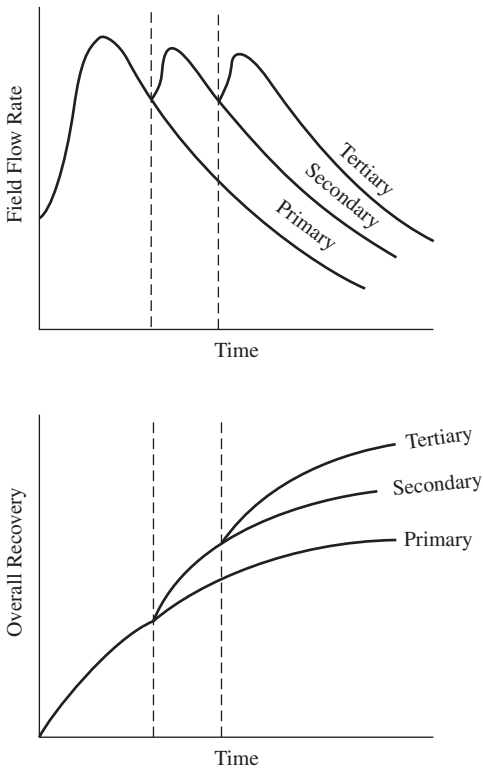 Field Flow Rate
Tertiary
Secondary
Primary
Time
Overall Recovery
Tertiary
Secondary
Primary
Time